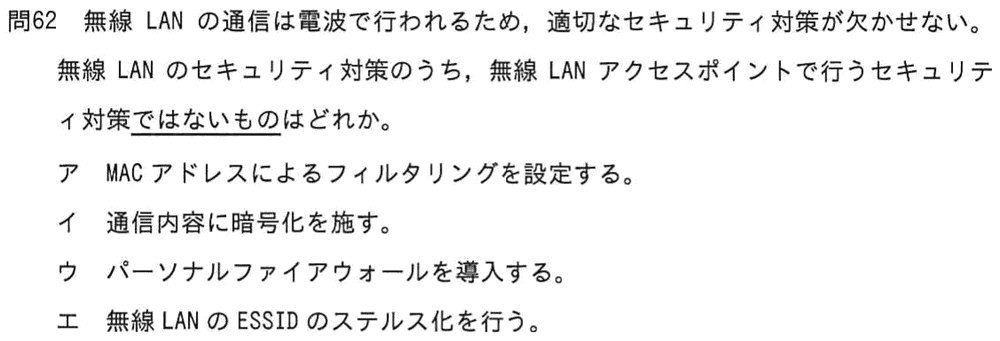 問62　無線 LAN の通信は電波で行われるため，適切なセキュリティ対策が欠かせない。
無線 LAN のセキュリティ対策のうち，無線 LAN アクセスポイントで行うセキュリテ
ィ対策ではないものはどれか。
ア　MAC アドレスによるフィルタリングを設定する。
イ　通信内容に暗号化を施す。
ウ　パーソナルファイアウォールを導入する。
エ　無線 LAN の ESSID のステルス化を行う。